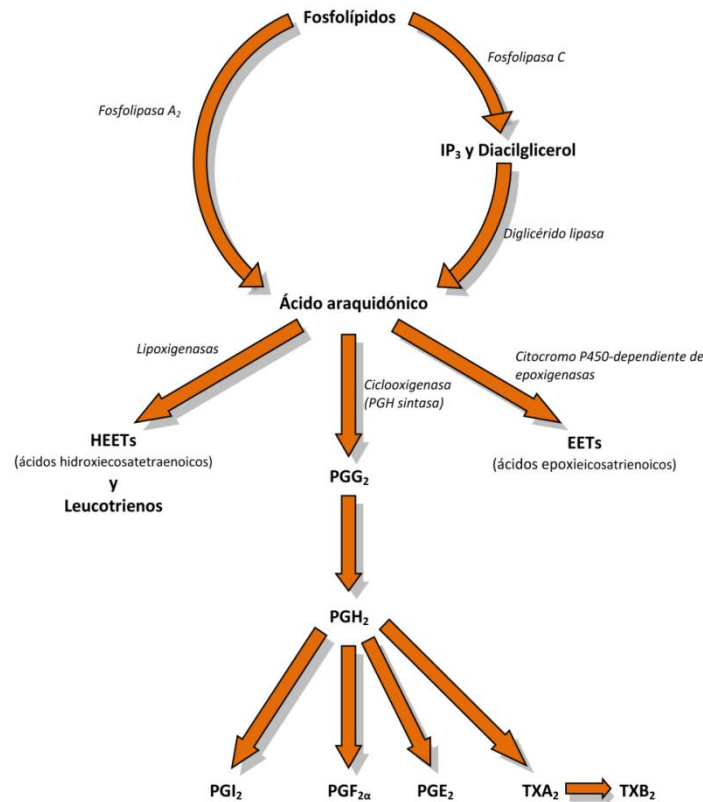 Fosfolípidos
Fosfolipasa C
Fosfolipasa A₂
IP₃ y Diacilglicerol
Diglicérido lipasa
Ácido araquidónico
Lipoxigenasas
Citocromo P450-dependiente de
epoxigenasas
Ciclooxigenasa
(PGH sintasa)
HEETs
(ácidos hidroxiecosatetraenoicos)
y
Leucotrienos
EETs
(ácidos epoxieicosatrienoicos)
PGG₂
PGH₂
PGI₂
PGF₂α
PGE₂
TXA₂
TXB₂